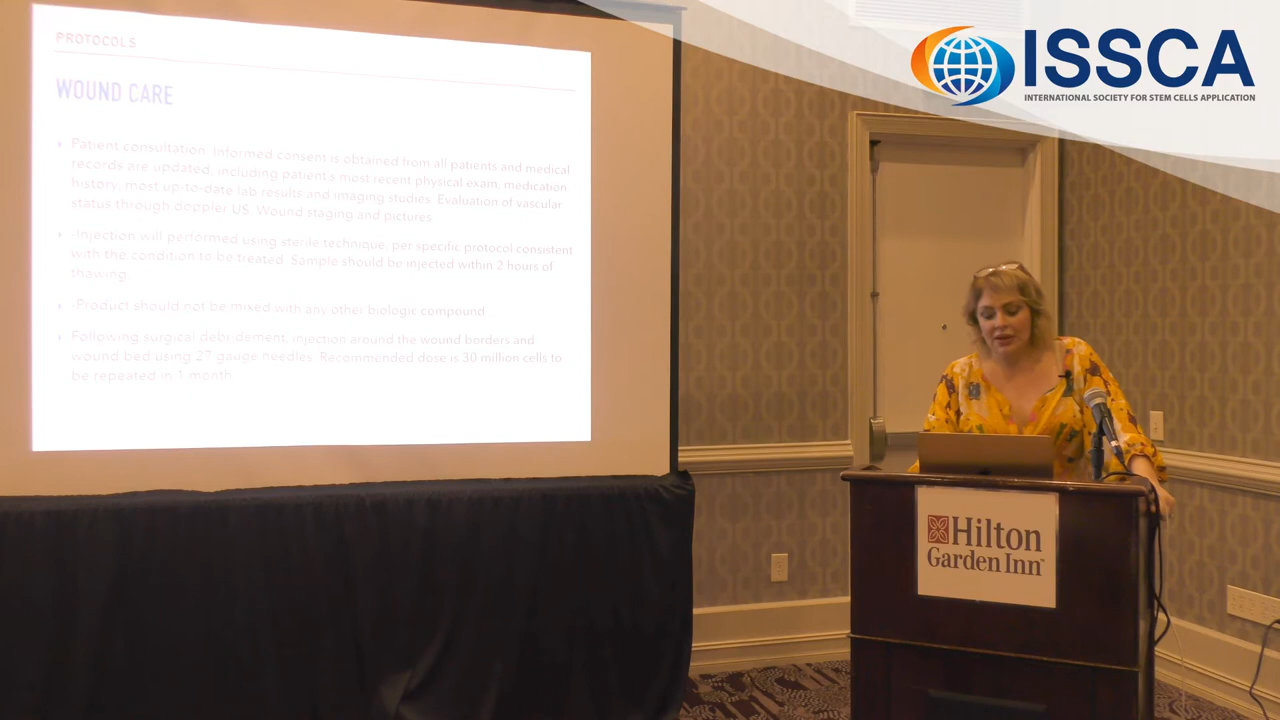 PROTOCOLS
WOUND CARE
Patient consultation: Informed consent is obtained from all patients and medical
records are updated, including patient's most recent physical exam, medication
history, most up-to-date lab results and imaging studies. Evaluation of vascular
status through doppler US. Wound staging and pictures
-Injection will performed using sterile technique, per specific protocol consistent
with the condition to be treated. Sample should be injected within 2 hours of
thawing.
-Product should not be mixed with any other biologic compound
Following surgical debridement, injection around the wound borders and
wound bed using 27 gauge needles. Recommended dose is 30 million cells to
be repeated in 1 month.
ISSCA
INTERNATIONAL SOCIETY FOR STEM CELLS APPLICATION
Hilton
Garden Inn™